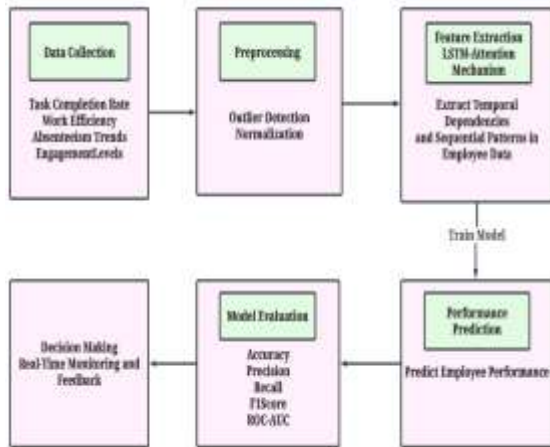 Data Collection
Task Completion Rate
Work Efficiency
Absenteeism Trends
EngagementLevels
Preprocessing
Outlier Detection
Normalization
Feature Extraction
LSTM-Attention
Mechanism
Extract Temporal
Dependencies
and Sequential Patterns in
Employee Data
Train Model
Performance
Prediction
Predict Employee Performance
Model Evaluation
Accuracy
Precision
Recall
F1Score
ROC-AUC
Decision Making
Real-Time Monitoring and
Feedback